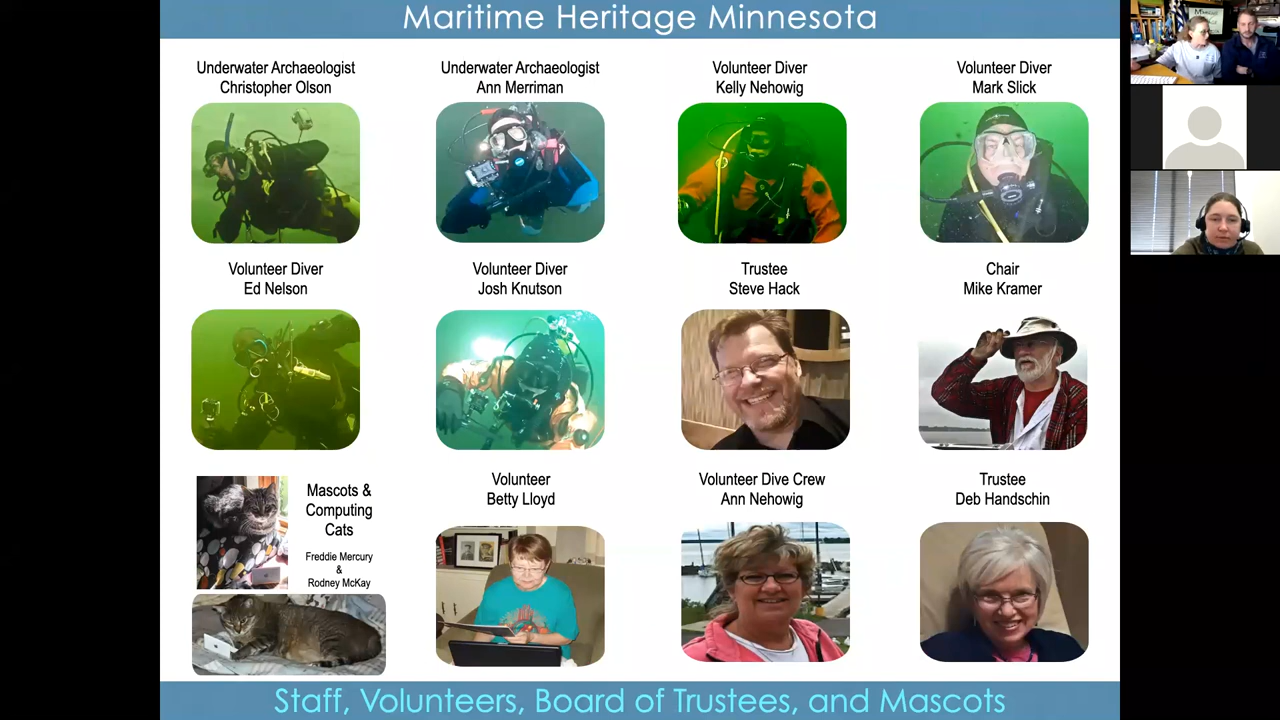 Maritime Heritage Minnesota
Underwater Archaeologist
Christopher Olson
Underwater Archaeologist
Ann Merriman
Volunteer Diver
Kelly Nehowig
Volunteer Diver
Mark Slick
Volunteer Diver
Ed Nelson
Volunteer Diver
Josh Knutson
Trustee
Steve Hack
Chair
Mike Kramer
Mascots &
Computing
Cats
Freddie Mercury
&
Rodney McKay
Volunteer
Betty Lloyd
Volunteer Dive Crew
Ann Nehowig
Trustee
Deb Handschin
Staff, Volunteers, Board of Trustees, and Mascots